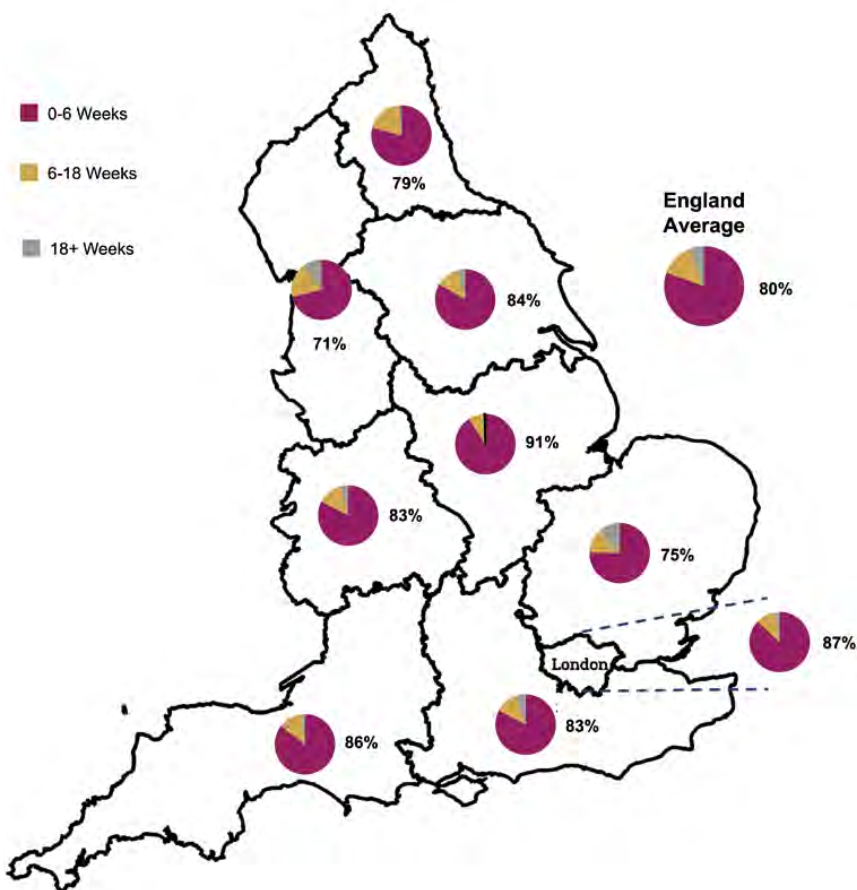 0-6 Weeks
6-18 Weeks
18+ Weeks
79%
England
Average
80%
84%
71%
91%
83%
75%
87%
London
83%
86%